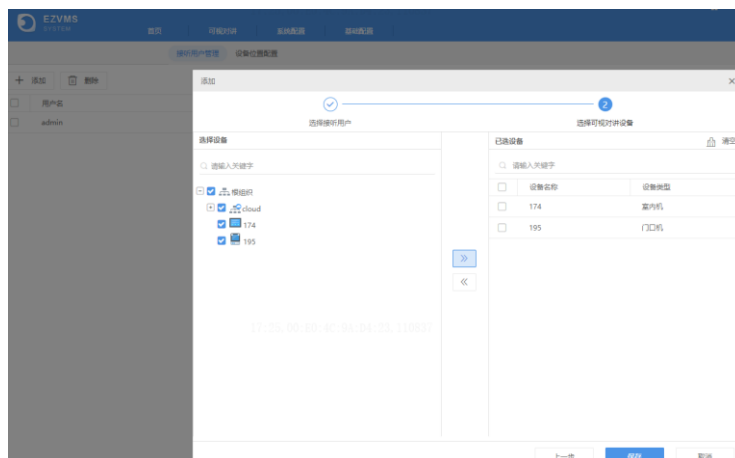 EZVMS
SYSTEM
首页 可视对讲 系统配置 基础配置
接听用户管理 设备位置配置
添加 删除
用户名
admin
添加
2
选择接听用户 选择可视对讲设备
选择设备
请输入关键字
模组织
cloud
174
195
已选设备 清空
请输入关键字
设备名称 设备类型
174 室内机
195 门口机
上一步 保存 取消